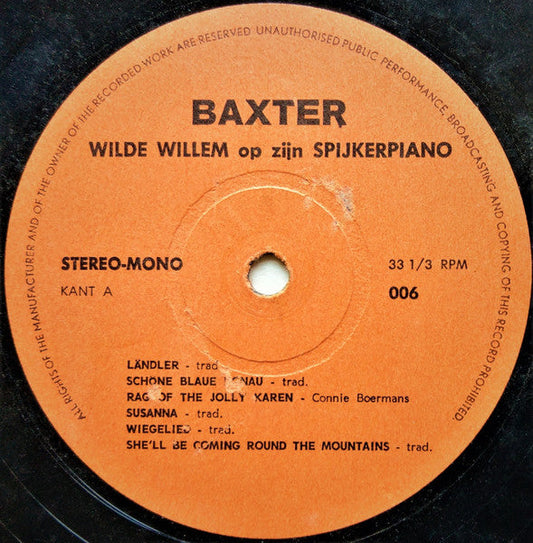 ALL RIGHTS OF THE MANUFACTURER AND OF THE OWNER OF THE RECORDED WORK ARE RESERVED UNAUTHORISED PUBLIC PERFORMANCE, BROADCASTING AND COPYING OF THIS RECORD PROHIBITED.
BAXTER
WILDE WILLEM op zijn SPIJKERPIANO
STEREO-MONO
33 1/3 RPM
KANT A
006
LÄNDLER - trad.
SCHÖNE BLAUE DONAU - trad.
RAG OF THE JOLLY KAREN - Connie Boermans
SUSANNA - trad.
WIEGELIED - trad.
SHE'LL BE COMING ROUND THE MOUNTAINS - trad.